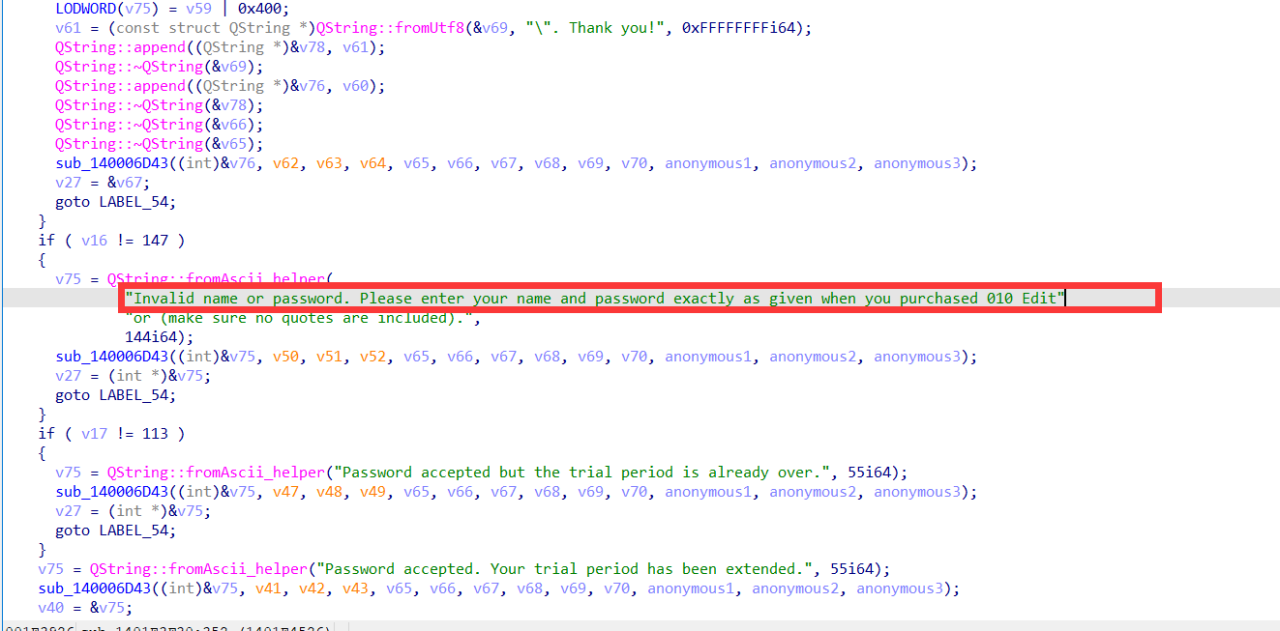 LODWORD(v75) = v59 | 0x400;
v61 = (const struct QString *)QString::fromUtf8(&v69, "\". Thank you!", 0xFFFFFFFFi64);
QString::append((QString *)&v78, v61);
QString::~QString(&v69);
QString::append((QString *)&v76, v60);
QString::~QString(&v78);
QString::~QString(&v66);
QString::~QString(&v65);
sub_140006D43((int)&v76, v62, v63, v64, v65, v66, v67, v68, v69, v70, anonymous1, anonymous2, anonymous3);
v27 = &v67;
goto LABEL_54;
}
if ( v16 != 147 )
{
v75 = QString::fromAscii_helper(
"Invalid name or password. Please enter your name and password exactly as given when you purchased 010 Edit"
"or (make sure no quotes are included).",
144i64);
sub_140006D43((int)&v75, v50, v51, v52, v65, v66, v67, v68, v69, v70, anonymous1, anonymous2, anonymous3);
v27 = (int *)&v75;
goto LABEL_54;
}
if ( v17 != 113 )
{
v75 = QString::fromAscii_helper("Password accepted but the trial period is already over.", 55i64);
sub_140006D43((int)&v75, v47, v48, v49, v65, v66, v67, v68, v69, v70, anonymous1, anonymous2, anonymous3);
v27 = (int *)&v75;
goto LABEL_54;
}
v75 = QString::fromAscii_helper("Password accepted. Your trial period has been extended.", 55i64);
sub_140006D43((int)&v75, v41, v42, v43, v65, v66, v67, v68, v69, v70, anonymous1, anonymous2, anonymous3);
v40 = &v75;